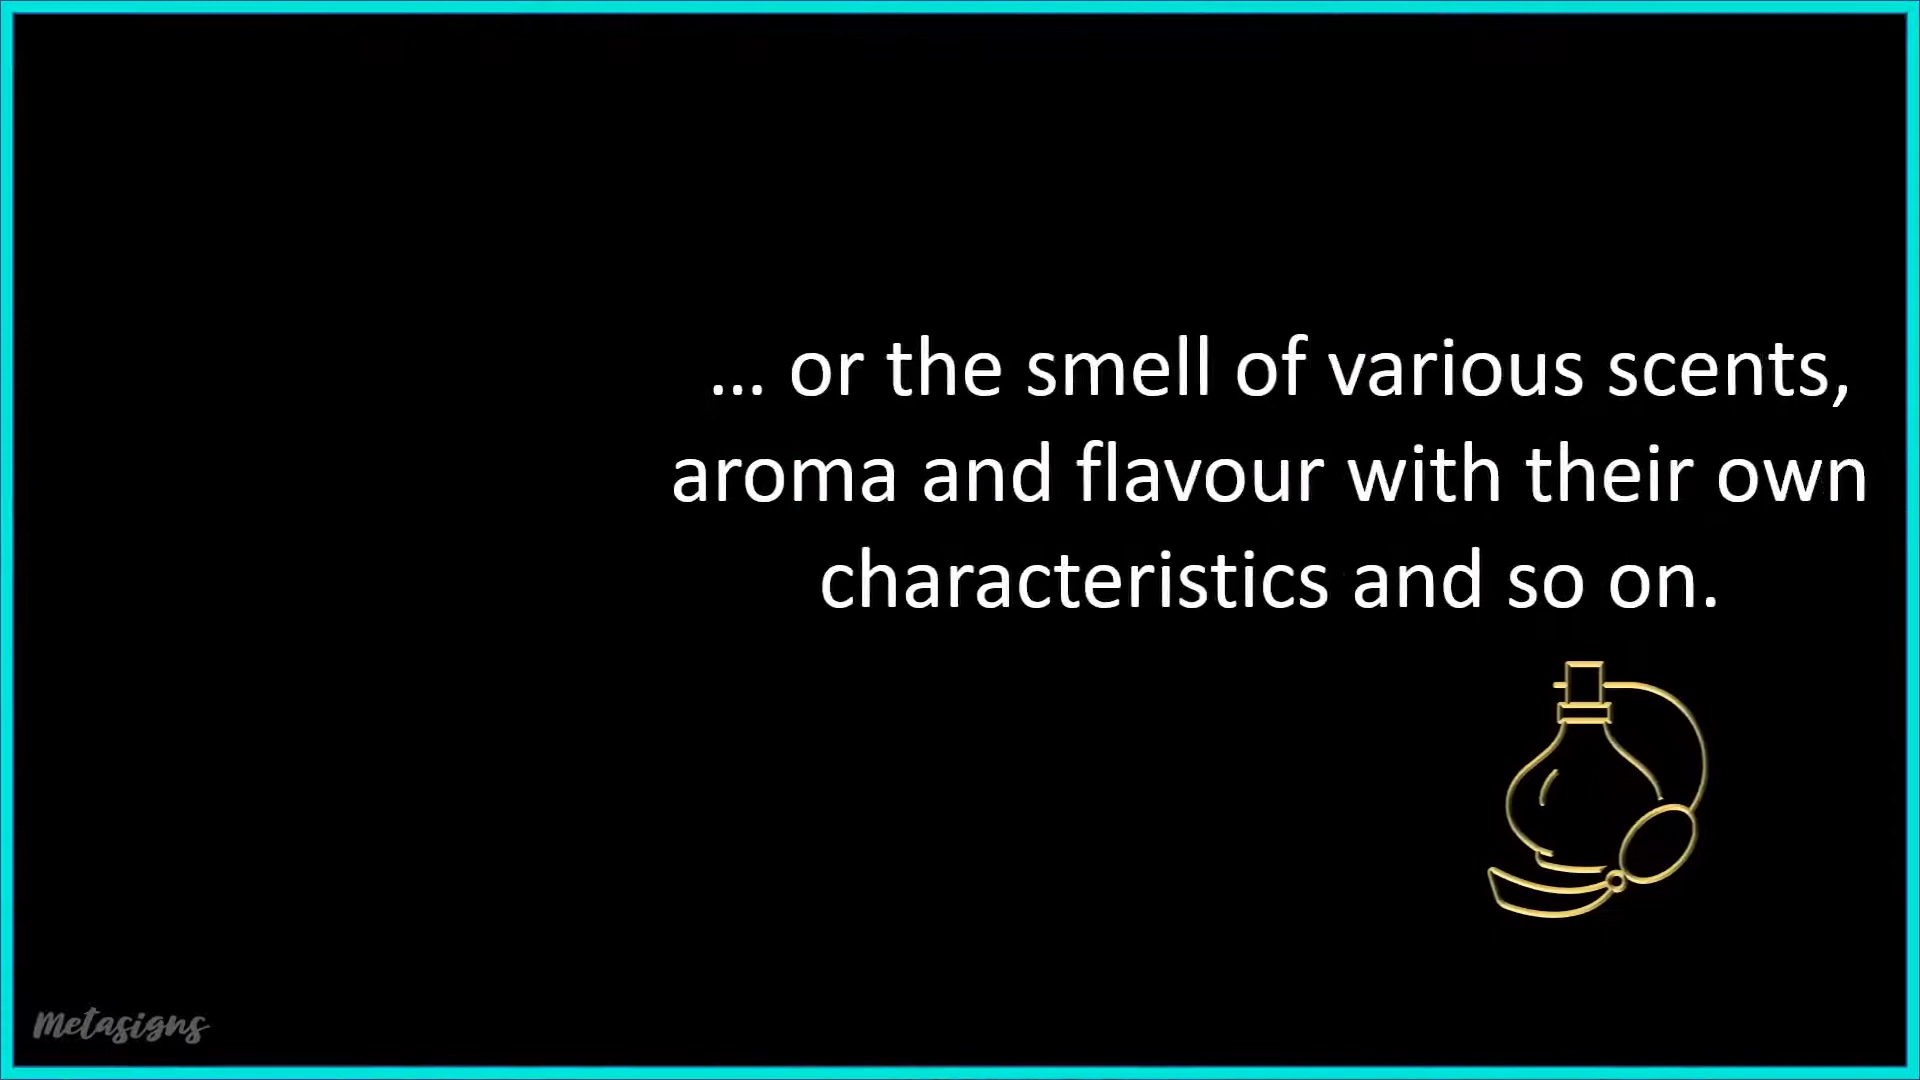 ... or the smell of various scents,
aroma and flavour with their own
characteristics and so on.
Metasigns